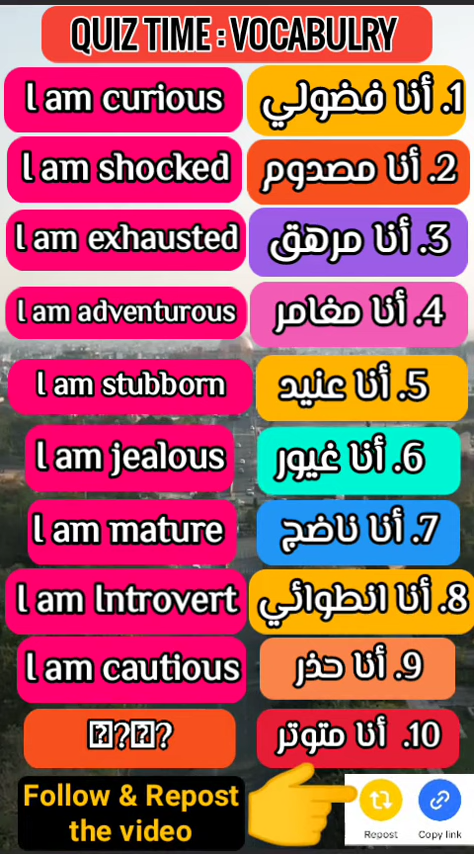 QUIZ TIME : VOCABULRY
I am curious 1. أنا فضولي
I am shocked 2. أنا مصدوم
I am exhausted 3. أنا مرهق
I am adventurous 4. أنا مغامر
I am stubborn 5. أنا عنيد
I am jealous 6. أنا غيور
I am mature 7. أنا ناضج
I am Introvert 8. أنا انطوائي
I am cautious 9. أنا حذر
????  10. أنا متوتر
Follow & Repost
the video
Repost Copy link